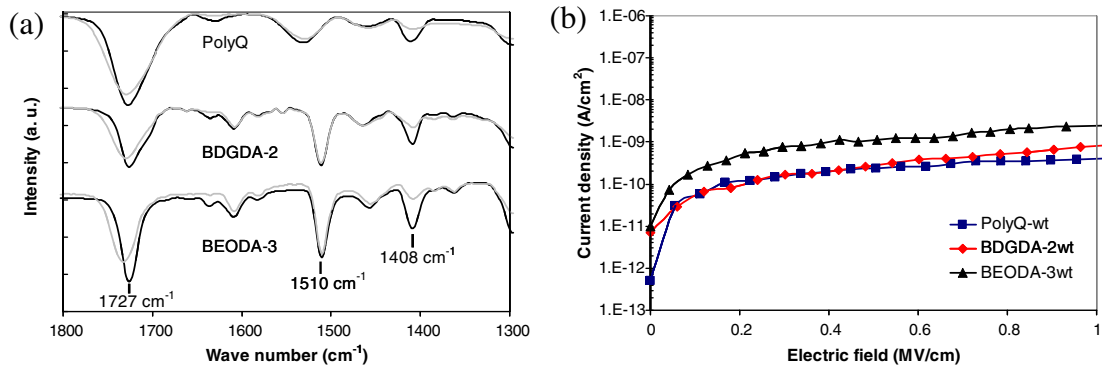 (a)
PolyQ
BDGDA-2
BEODA-3
1727 cm⁻¹
1510 cm⁻¹
1408 cm⁻¹
1800 1700 1600 1500 1400 1300
Wave number (cm⁻¹)
Intensity (a. u.)
(b)
1.E-06
1.E-07
1.E-08
1.E-09
1.E-10
1.E-11
1.E-12
1.E-13
0 0.2 0.4 0.6 0.8 1
Electric field (MV/cm)
Current density (A/cm²)
PolyQ-wt
BDGDA-2wt
BEODA-3wt